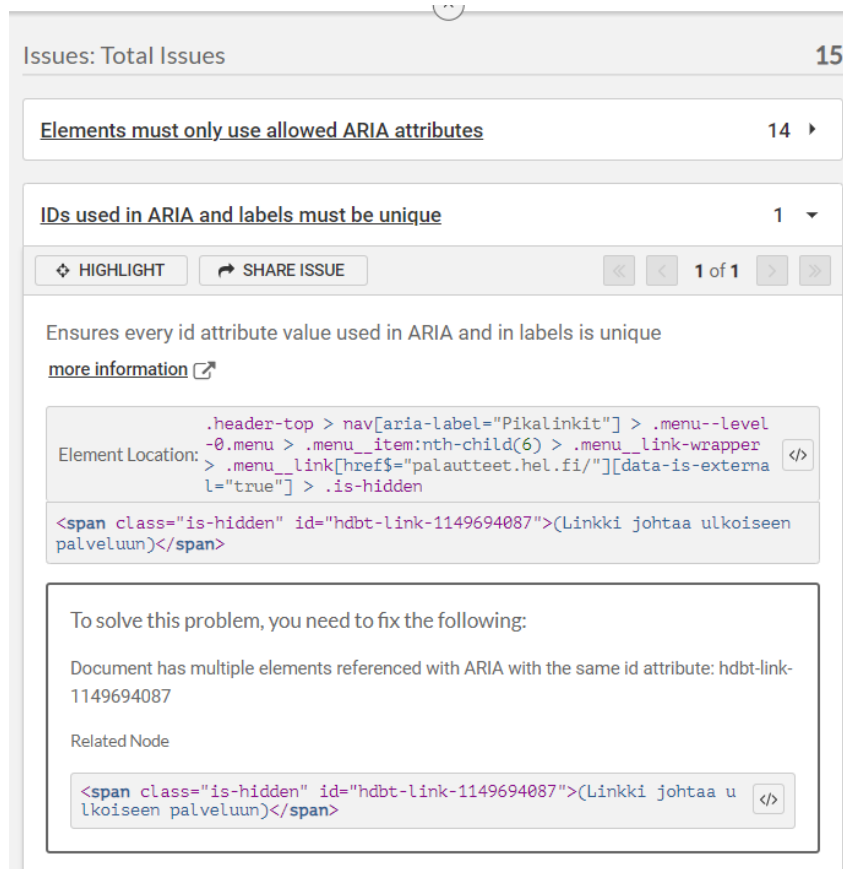 Issues: Total Issues 15
Elements must only use allowed ARIA attributes 14
IDs used in ARIA and labels must be unique 1
HIGHLIGHT SHARE ISSUE 1 of 1
Ensures every id attribute value used in ARIA and in labels is unique
more information
.header-top > nav[aria-label="Pikalinkit"] > .menu--level
Element Location: -0.menu > .menu__item:nth-child(6) > .menu__link-wrapper </>
> .menu__link[href$="palautteet.hel.fi/"][data-is-externa
l="true"] > .is-hidden
<span class="is-hidden" id="hdbt-link-1149694087">(Linkki johtaa ulkoiseen
palveluun)</span>
To solve this problem, you need to fix the following:
Document has multiple elements referenced with ARIA with the same id attribute: hdbt-link-
1149694087
Related Node
<span class="is-hidden" id="hdbt-link-1149694087">(Linkki johtaa u
lkoiseen palveluun)</span> </>